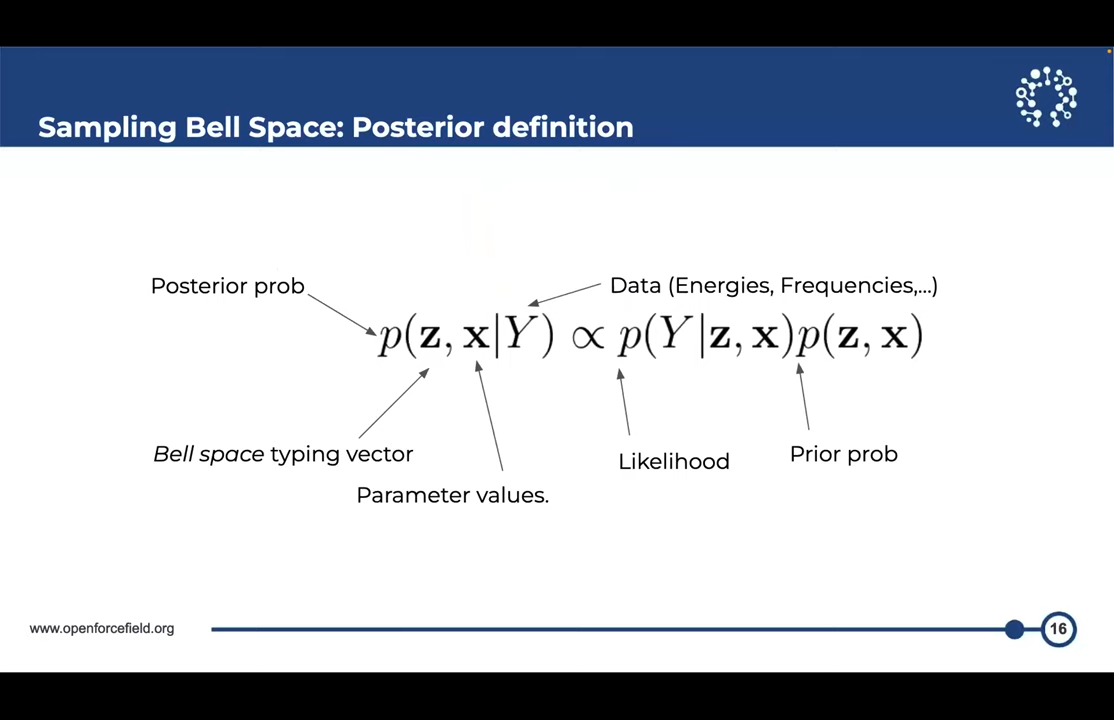 Sampling Bell Space: Posterior definition
Posterior prob
Data (Energies, Frequencies,...)
p(z, x|Y) ∝ p(Y|z, x)p(z, x)
Bell space typing vector
Likelihood
Prior prob
Parameter values.
www.openforcefield.org
16